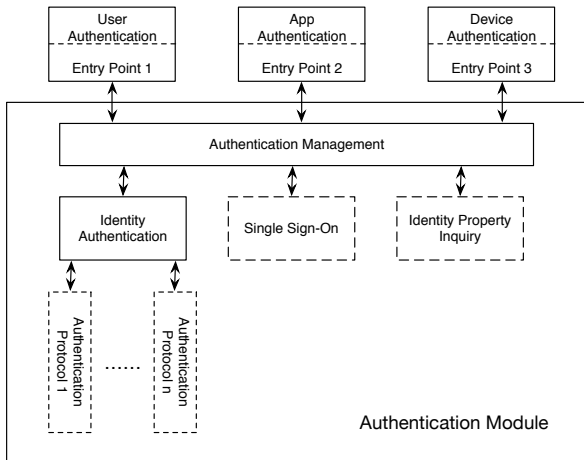 User
Authentication
Entry Point 1
App
Authentication
Entry Point 2
Device
Authentication
Entry Point 3
Authentication Management
Identity
Authentication
Single Sign-On
Identity Property
Inquiry
Authentication
Protocol 1
......
Authentication
Protocol n
Authentication Module